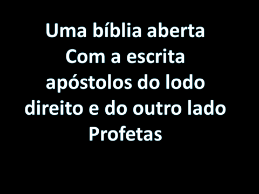 Uma bíblia aberta
Com a escrita
apóstolos do lodo
direito e do outro lado
Profetas